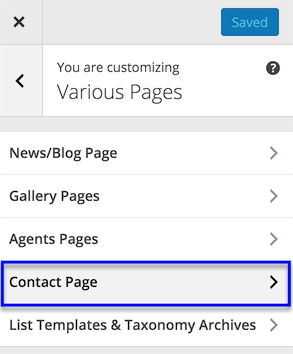 Saved
You are customizing
Various Pages
News/Blog Page
Gallery Pages
Agents Pages
Contact Page
List Templates & Taxonomy Archives